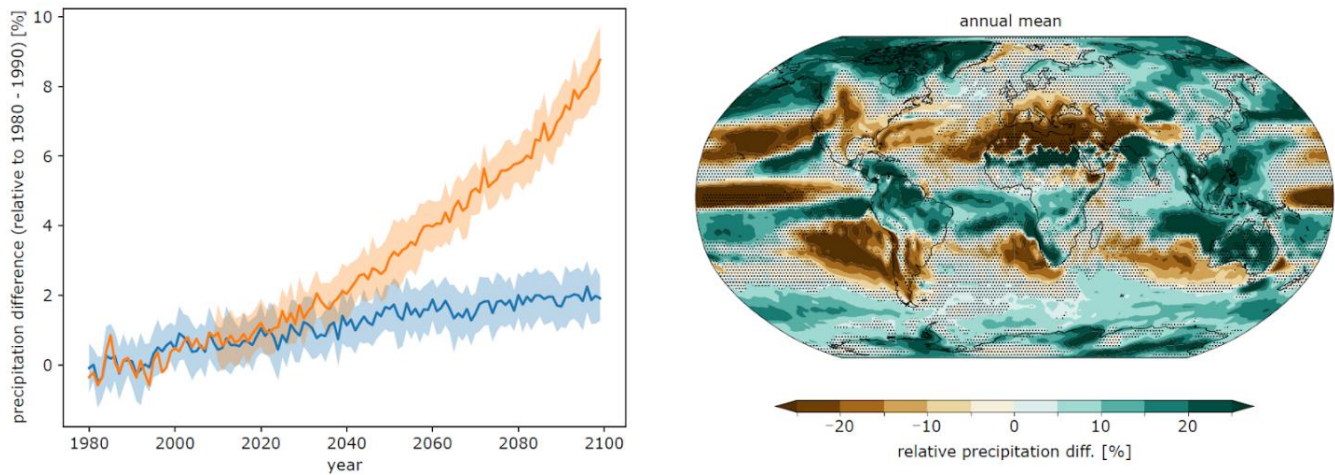 precipitation difference (relative to 1980 - 1990) [%]
10
8
6
4
2
0
1980 2000 2020 2040 2060 2080 2100
year
annual mean
−20 −10 0 10 20
relative precipitation diff. [%]